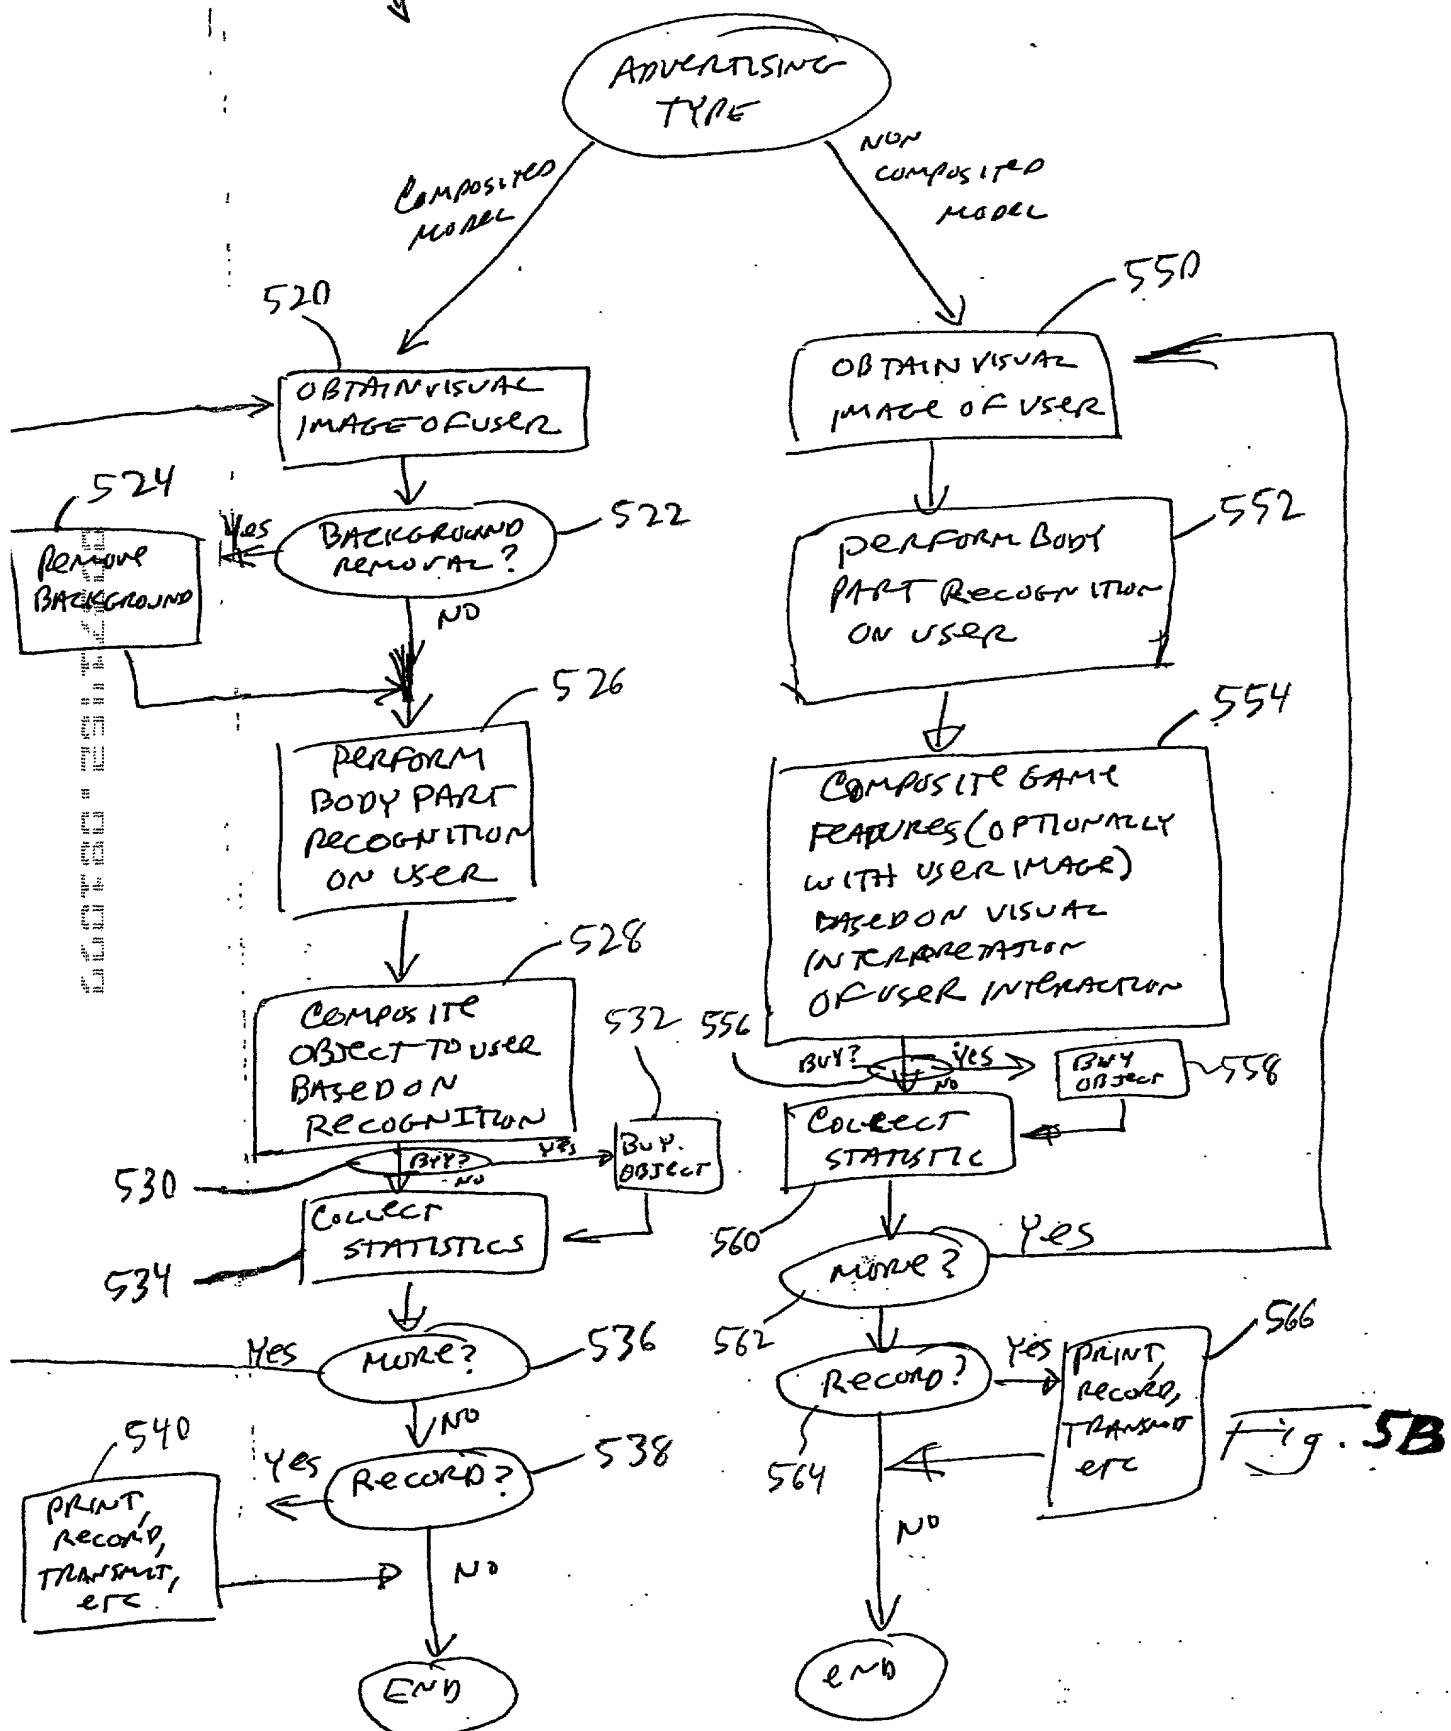 ADVERTISING
TYPE
COMPOSITED
MODEL
NON
COMPOSITED
MODEL
520
OBTAIN VISUAL
IMAGE OF USER
524
REMOVE
BACKGROUND
Yes
BACKGROUND
REMOVAL?
522
NO
526
PERFORM
BODY PART
RECOGNITION
ON USER
528
COMPOSITE
OBJECT TO USER
BASED ON
RECOGNITION
530
BUY?
YES
NO
532
BUY
OBJECT
534
COLLECT
STATISTICS
Yes
MORE?
536
NO
540
Yes
RECORD?
538
PRINT,
RECORD,
TRANSMIT,
ETC
NO
END
550
OBTAIN VISUAL
IMAGE OF USER
552
PERFORM BODY
PART RECOGNITION
ON USER
554
COMPOSITE GAME
FEATURES (OPTIONALLY
WITH USER IMAGE)
BASED ON VISUAL
INTERPRETATION
OF USER INTERACTION
556
BUY?
YES
NO
BUY
OBJECT
558
COLLECT
STATISTIC
560
MORE?
Yes
562
RECORD?
Yes
564
566
PRINT,
RECORD,
TRANSMIT
ETC
NO
END
Fig. 5B